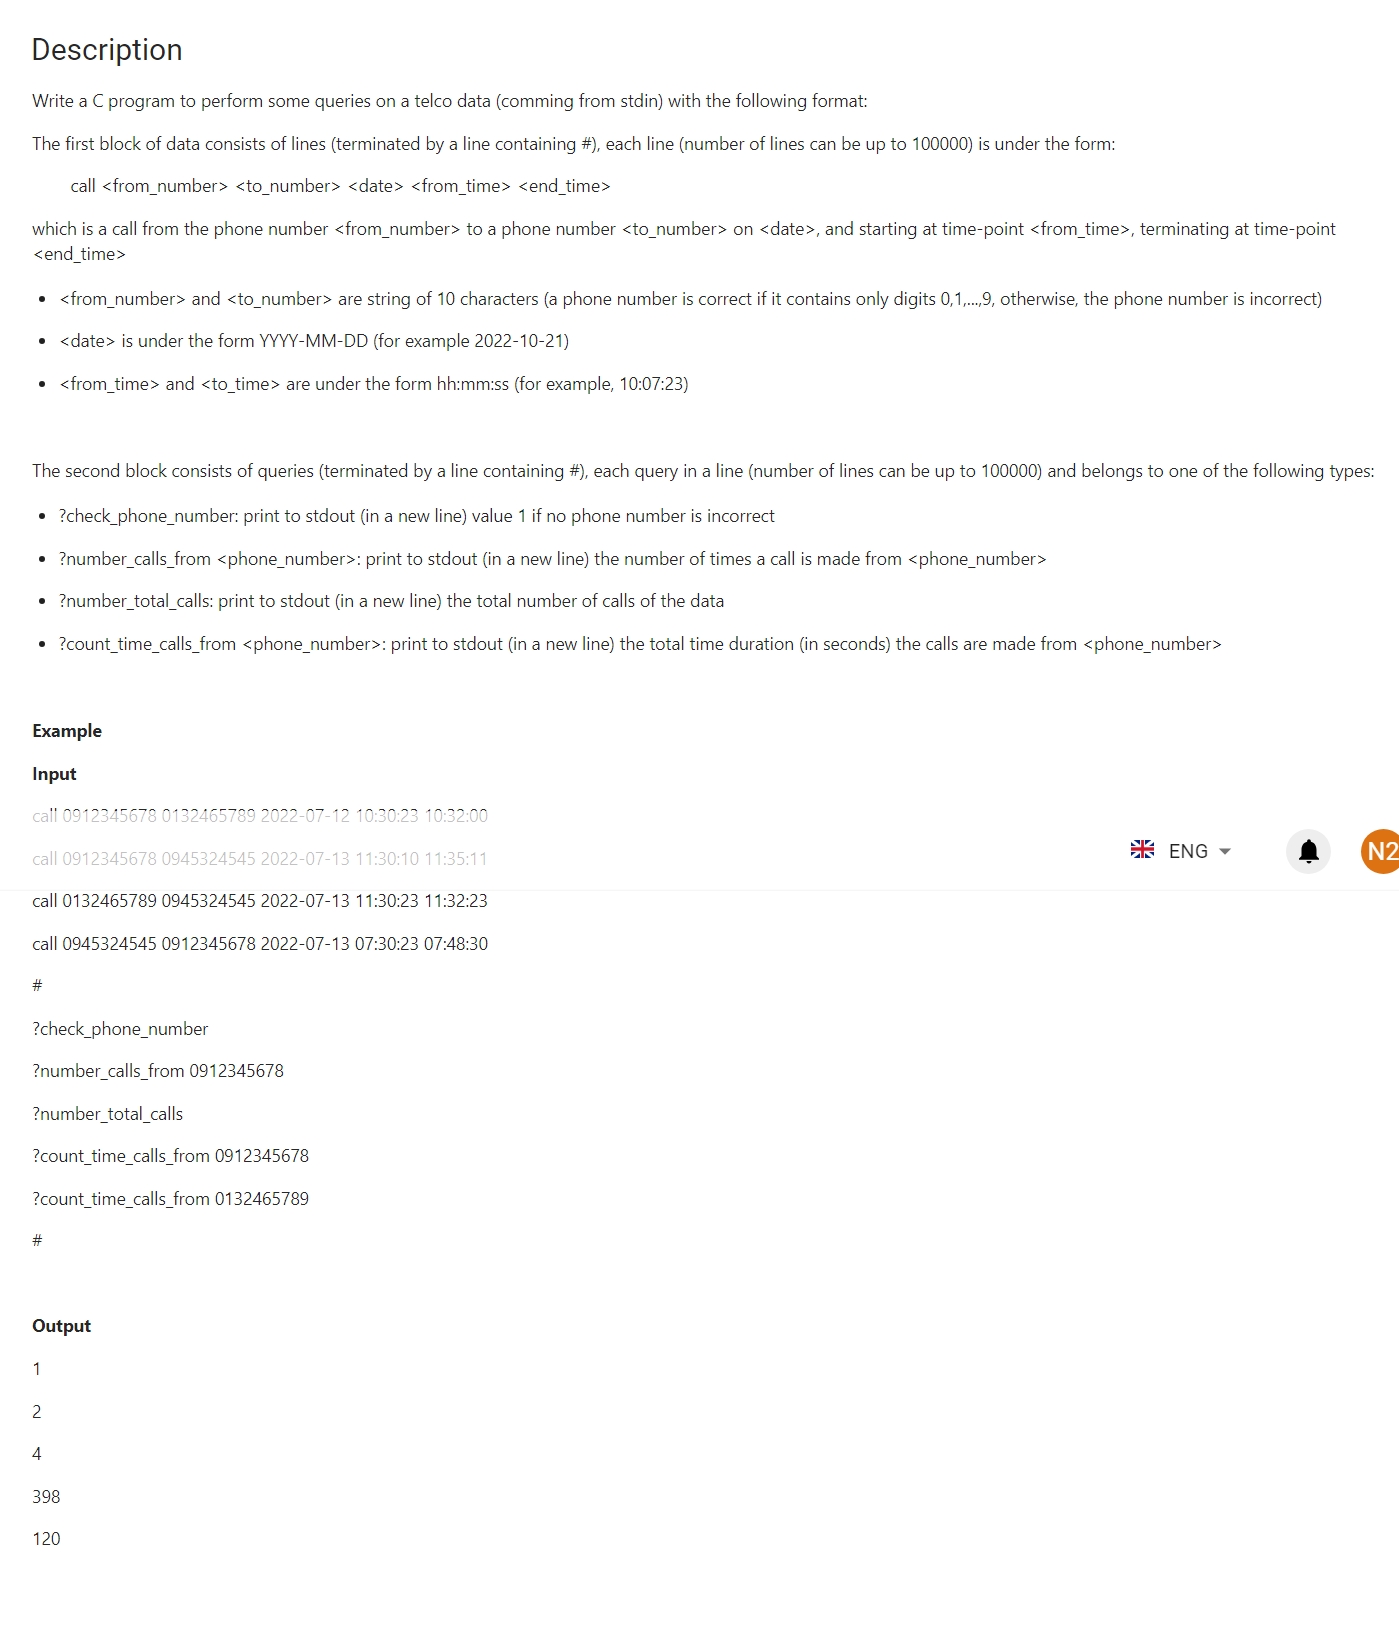 Description
Write a C program to perform some queries on a telco data (comming from stdin) with the following format:
The first block of data consists of lines (terminated by a line containing #), each line (number of lines can be up to 100000) is under the form:
call <from_number> <to_number> <date> <from_time> <end_time>
which is a call from the phone number <from_number> to a phone number <to_number> on <date>, and starting at time-point <from_time>, terminating at time-point
<end_time>
• <from_number> and <to_number> are string of 10 characters (a phone number is correct if it contains only digits 0,1,...,9, otherwise, the phone number is incorrect)
• <date> is under the form YYYY-MM-DD (for example 2022-10-21)
• <from_time> and <to_time> are under the form hh:mm:ss (for example, 10:07:23)
The second block consists of queries (terminated by a line containing #), each query in a line (number of lines can be up to 100000) and belongs to one of the following types:
• ?check_phone_number: print to stdout (in a new line) value 1 if no phone number is incorrect
• ?number_calls_from <phone_number>: print to stdout (in a new line) the number of times a call is made from <phone_number>
• ?number_total_calls: print to stdout (in a new line) the total number of calls of the data
• ?count_time_calls_from <phone_number>: print to stdout (in a new line) the total time duration (in seconds) the calls are made from <phone_number>
Example
Input
call 0912345678 0132465789 2022-07-12 10:30:23 10:32:00
call 0912345678 0945324545 2022-07-13 11:30:10 11:35:11
ENG
N2
call 0132465789 0945324545 2022-07-13 11:30:23 11:32:23
call 0945324545 0912345678 2022-07-13 07:30:23 07:48:30
#
?check_phone_number
?number_calls_from 0912345678
?number_total_calls
?count_time_calls_from 0912345678
?count_time_calls_from 0132465789
#
Output
1
2
4
398
120